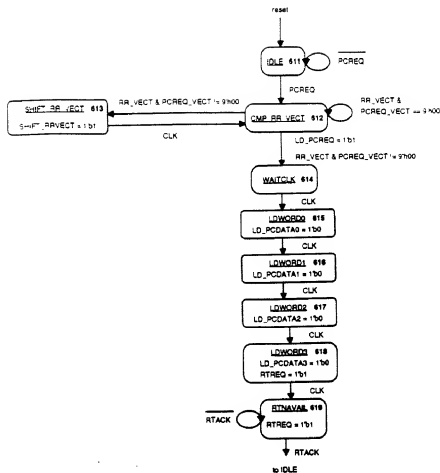 reset
IDLE 611
PCREQ
PCREQ
SHIFT_RR_VECT 613
SHIFT_RRVECT = 1'b1
RR_VECT & PCREQ_VECT != 9'h00
CLK
CMP_RR_VECT 612
RR_VECT &
PCREQ_VECT == 9'h00
LD_PCREQ = 1'b1
RR_VECT & PCREQ_VECT != 9'h00
WAITCLK 614
CLK
LDWORD0 615
LD_PCDATA0 = 1'b0
CLK
LDWORD1 616
LD_PCDATA1 = 1'b0
CLK
LDWORD2 617
LD_PCDATA2 = 1'b0
CLK
LDWORD3 618
LD_PCDATA3 = 1'b0
RTREQ = 1'b1
CLK
RTNAVAIL 619
RTREQ = 1'b1
RTACK
RTACK
to IDLE